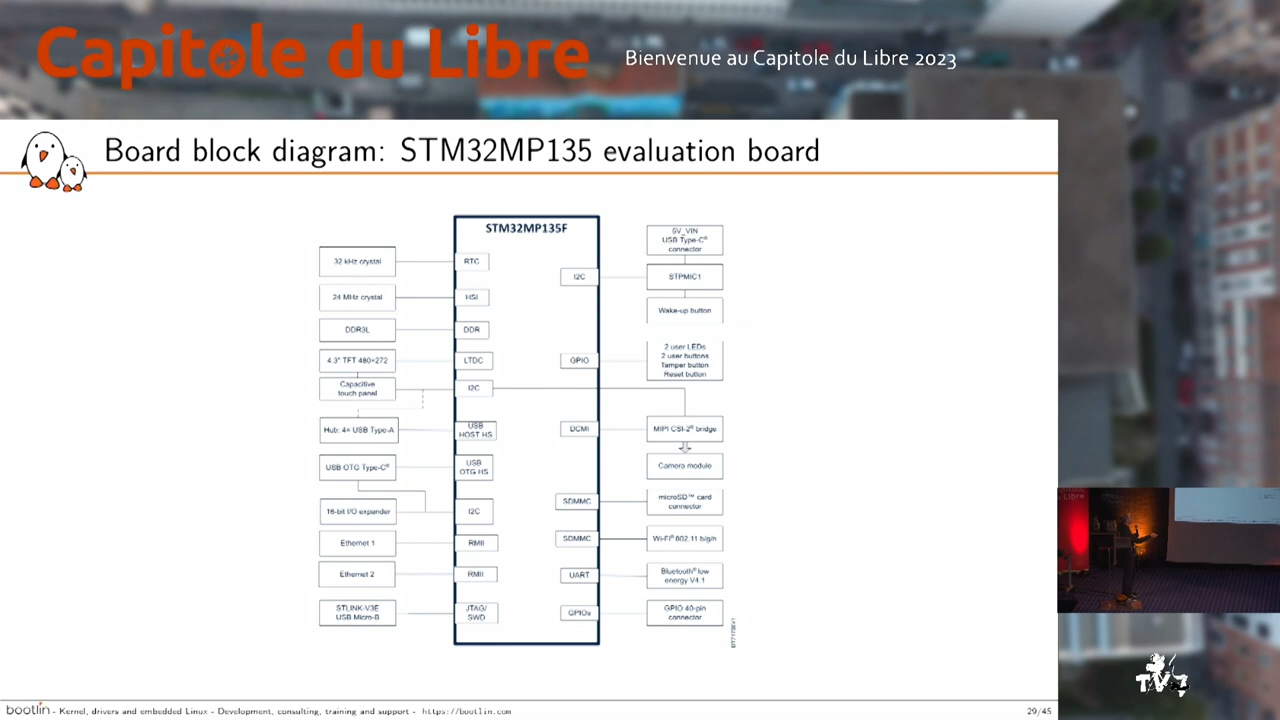 Capitole du Libre
Bienvenue au Capitole du Libre 2023
Board block diagram: STM32MP135 evaluation board
STM32MP135F
32 kHz crystal
RTC
24 MHz crystal
HSI
DDR3L
DDR
4.3" TFT 480×272
LTDC
Capacitive
touch panel
I2C
Hub: 4× USB Type-A
USB
HOST HS
USB OTG Type-C®
USB
OTG HS
16-bit I/O expander
I2C
Ethernet 1
RMII
Ethernet 2
RMII
STLINK-V3E
USB Micro-B
JTAG/
SWD
5V_VIN
USB Type-C®
connector
I2C
STPMIC1
Wake-up button
GPIO
2 user LEDs
2 user buttons
Tamper button
Reset button
DCMI
MIPI CSI-2® bridge
Camera module
SDMMC
microSD™ card
connector
SDMMC
Wi-Fi® 802.11 b/g/n
UART
Bluetooth® low
energy V4.1
GPIOs
GPIO 40-pin
connector
bootlin - Kernel, drivers and embedded Linux - Development, consulting, training and support - https://bootlin.com
29/45
TV7